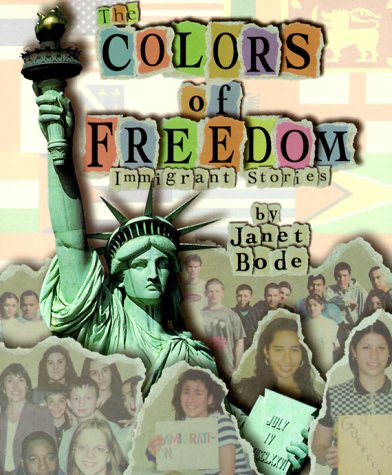 The
COLORS
of
FREEDOM
Immigrant Stories
by
Janet
Bode
JULY
IV